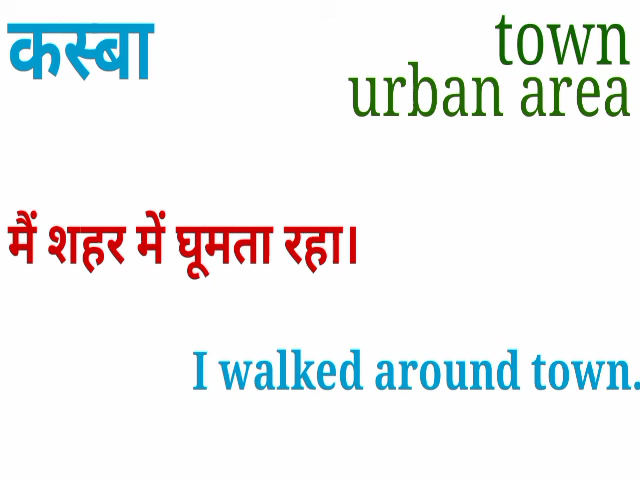 कस्बा
town
urban area
मैं शहर में घूमता रहा।
I walked around town.